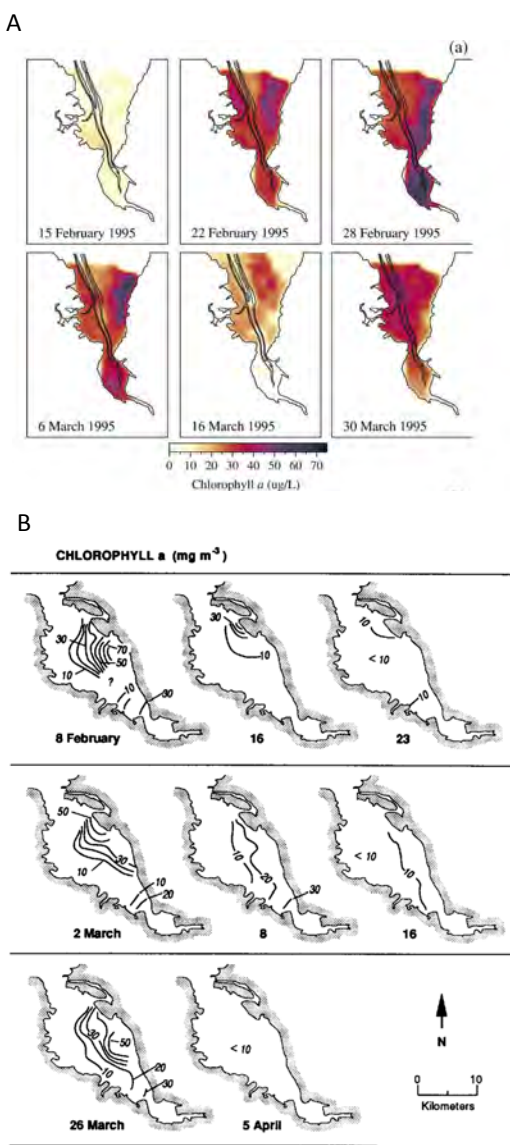 A
(a)
15 February 1995
22 February 1995
28 February 1995
6 March 1995
16 March 1995
30 March 1995
0 10 20 30 40 50 60 70
Chlorophyll a (ug/L)
B
CHLOROPHYLL a (mg m⁻³)
30
70
50
10
?
10
30
8 February
30
10
16
10
< 10
10
23
50
30
10
10
20
2 March
10
20
30
8
< 10
10
16
30
50
10
20
30
26 March
< 10
5 April
N
0 10
Kilometers